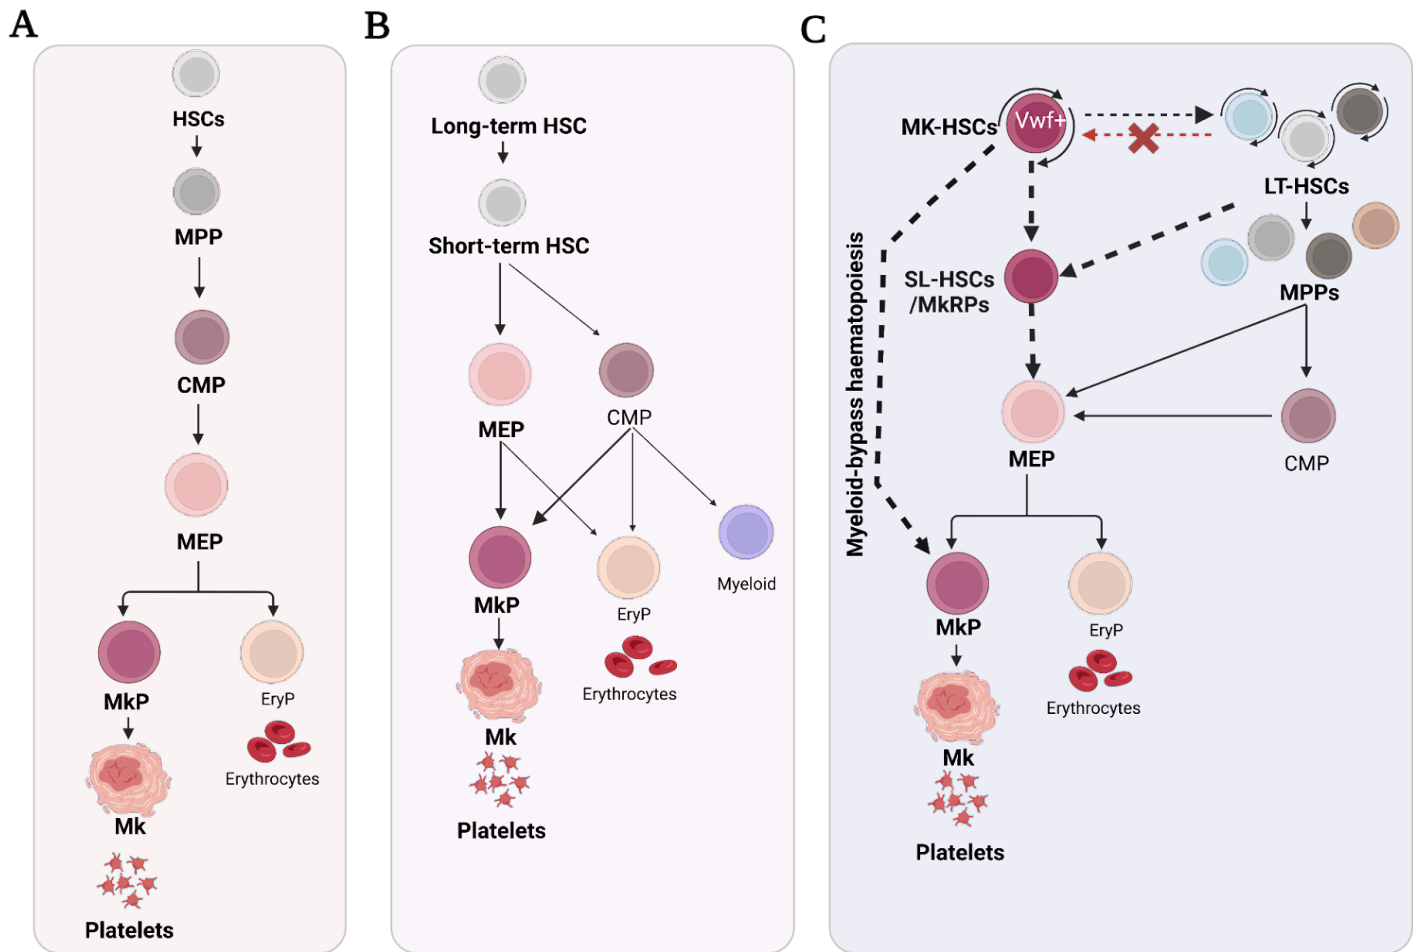 A
HSCs
MPP
CMP
MEP
MkP
EryP
Erythrocytes
Mk
Platelets
B
Long-term HSC
Short-term HSC
MEP
CMP
MkP
EryP
Myeloid
Erythrocytes
Mk
Platelets
C
MK-HSCs
Vwf+
LT-HSCs
Myeloid-bypass haematopoiesis
SL-HSCs
/MkRPs
MPPs
MEP
CMP
MkP
EryP
Erythrocytes
Mk
Platelets